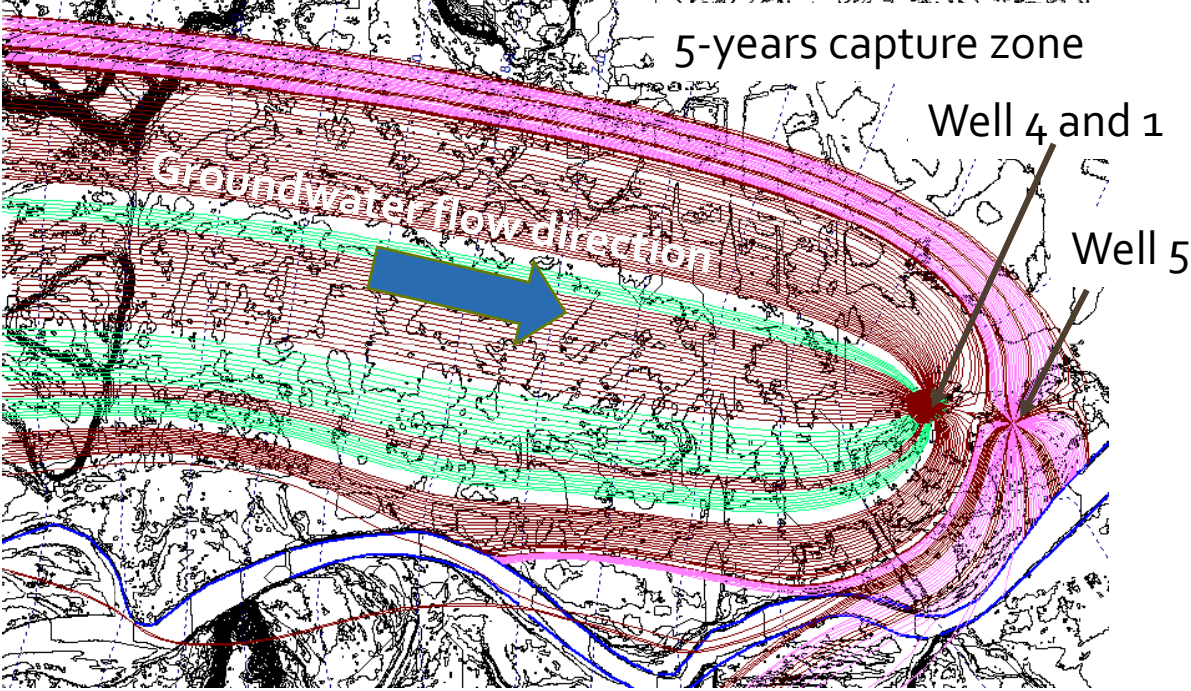 5-years capture zone
Well 4 and 1
Well 5
Groundwater flow direction